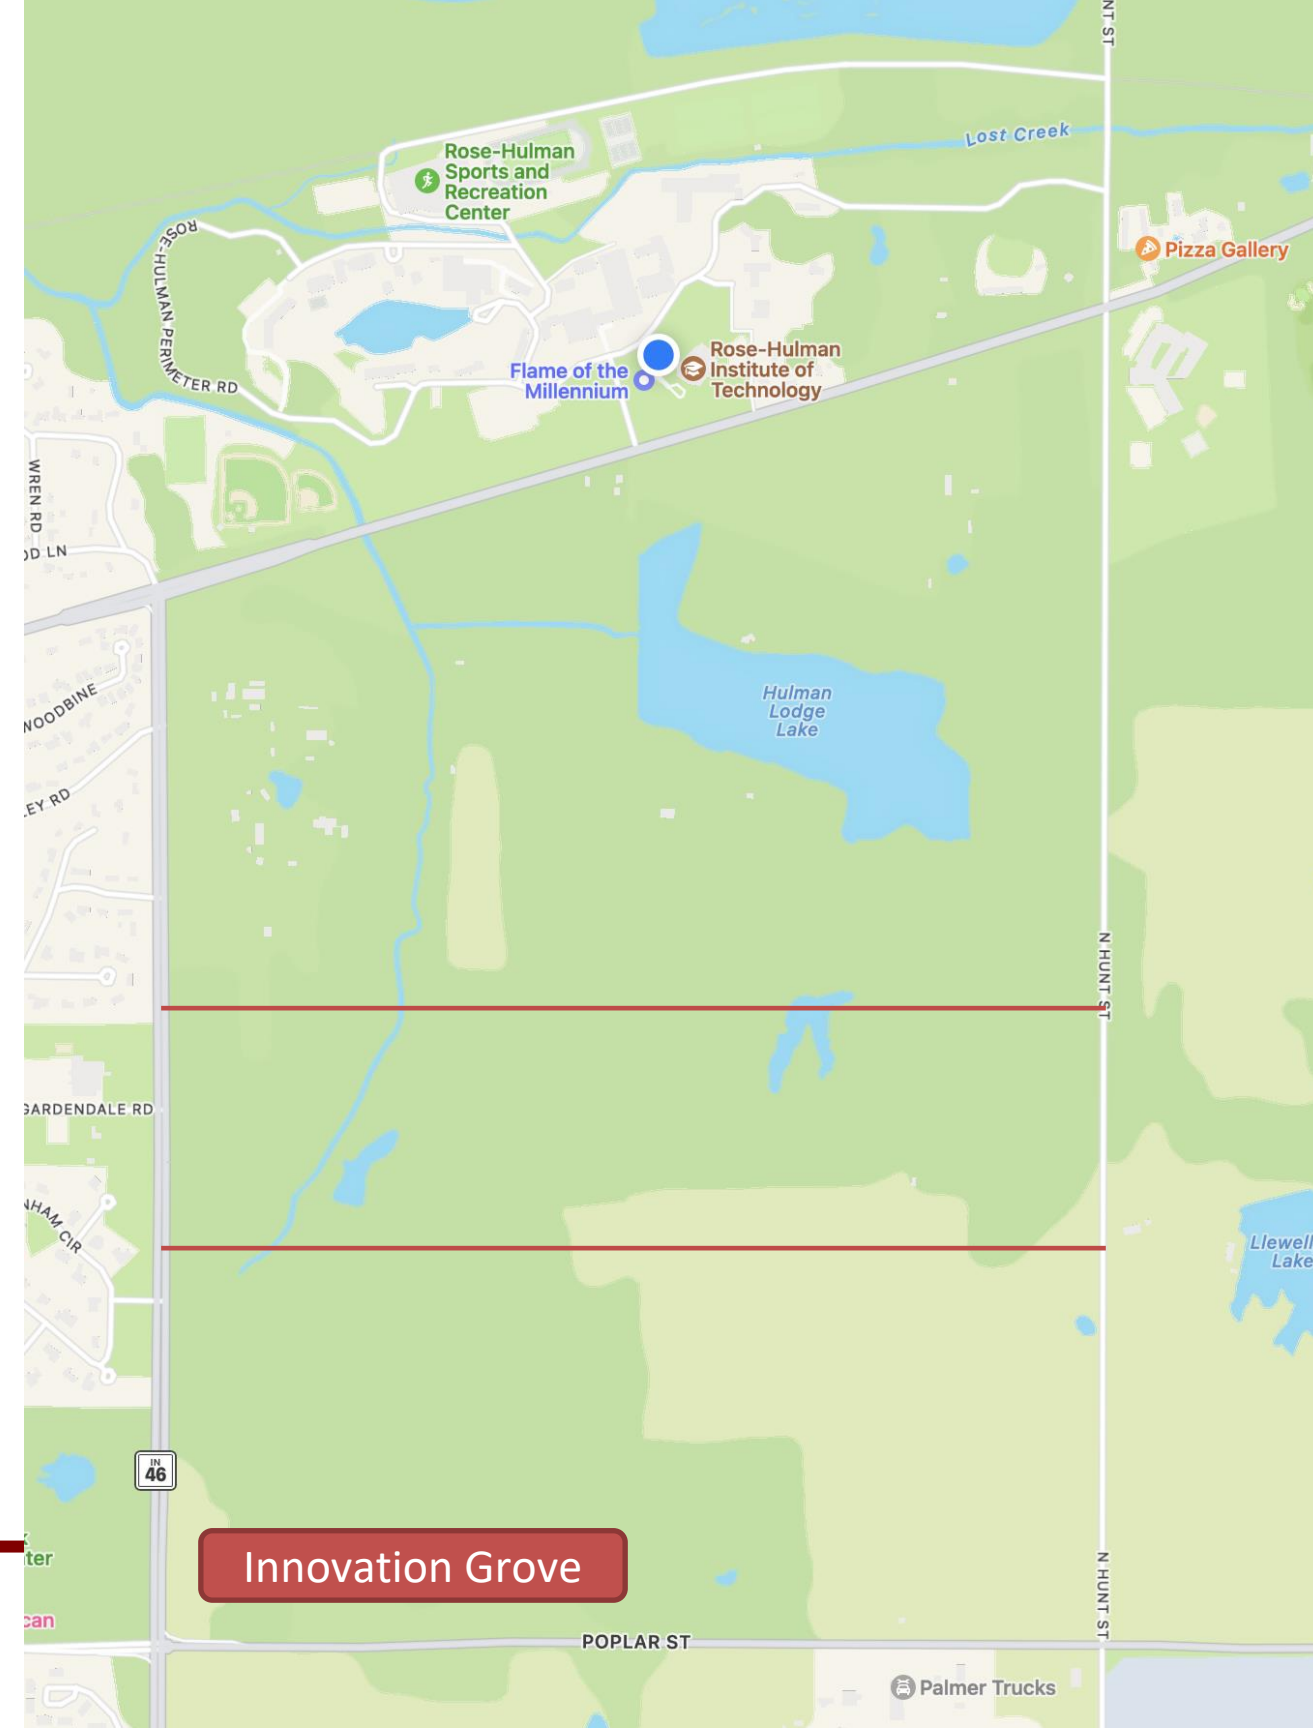 NT ST
Lost Creek
Rose-Hulman
Sports and
Recreation
Center
ROSE-HULMAN PERIMETER RD
Pizza Gallery
Flame of the
Millennium
Rose-Hulman
Institute of
Technology
WREN RD
OD LN
WOODBINE
Hulman
Lodge
Lake
EY RD
N HUNT ST
GARDENDALE RD
NHAM CIR
Llewell
Lake
IN
46
Innovation Grove
ter
can
N HUNT ST
POPLAR ST
Palmer Trucks